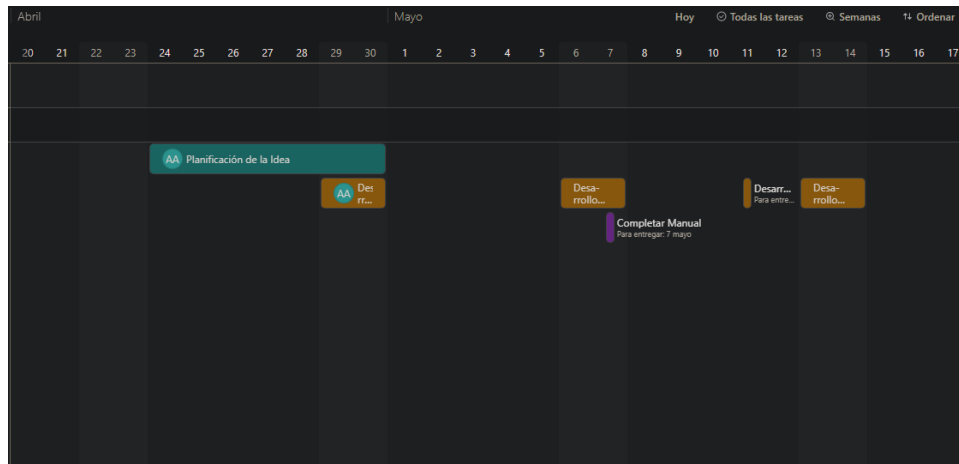 Abril
Mayo
Hoy Todas las tareas Semanas Ordenar
20 21 22 23 24 25 26 27 28 29 30 1 2 3 4 5 6 7 8 9 10 11 12 13 14 15 16 17
AA Planificación de la Idea
AA Des
rr...
Desa-
rrollo...
Desarr...
Para entre...
Desa-
rrollo...
Completar Manual
Para entregar: 7 mayo